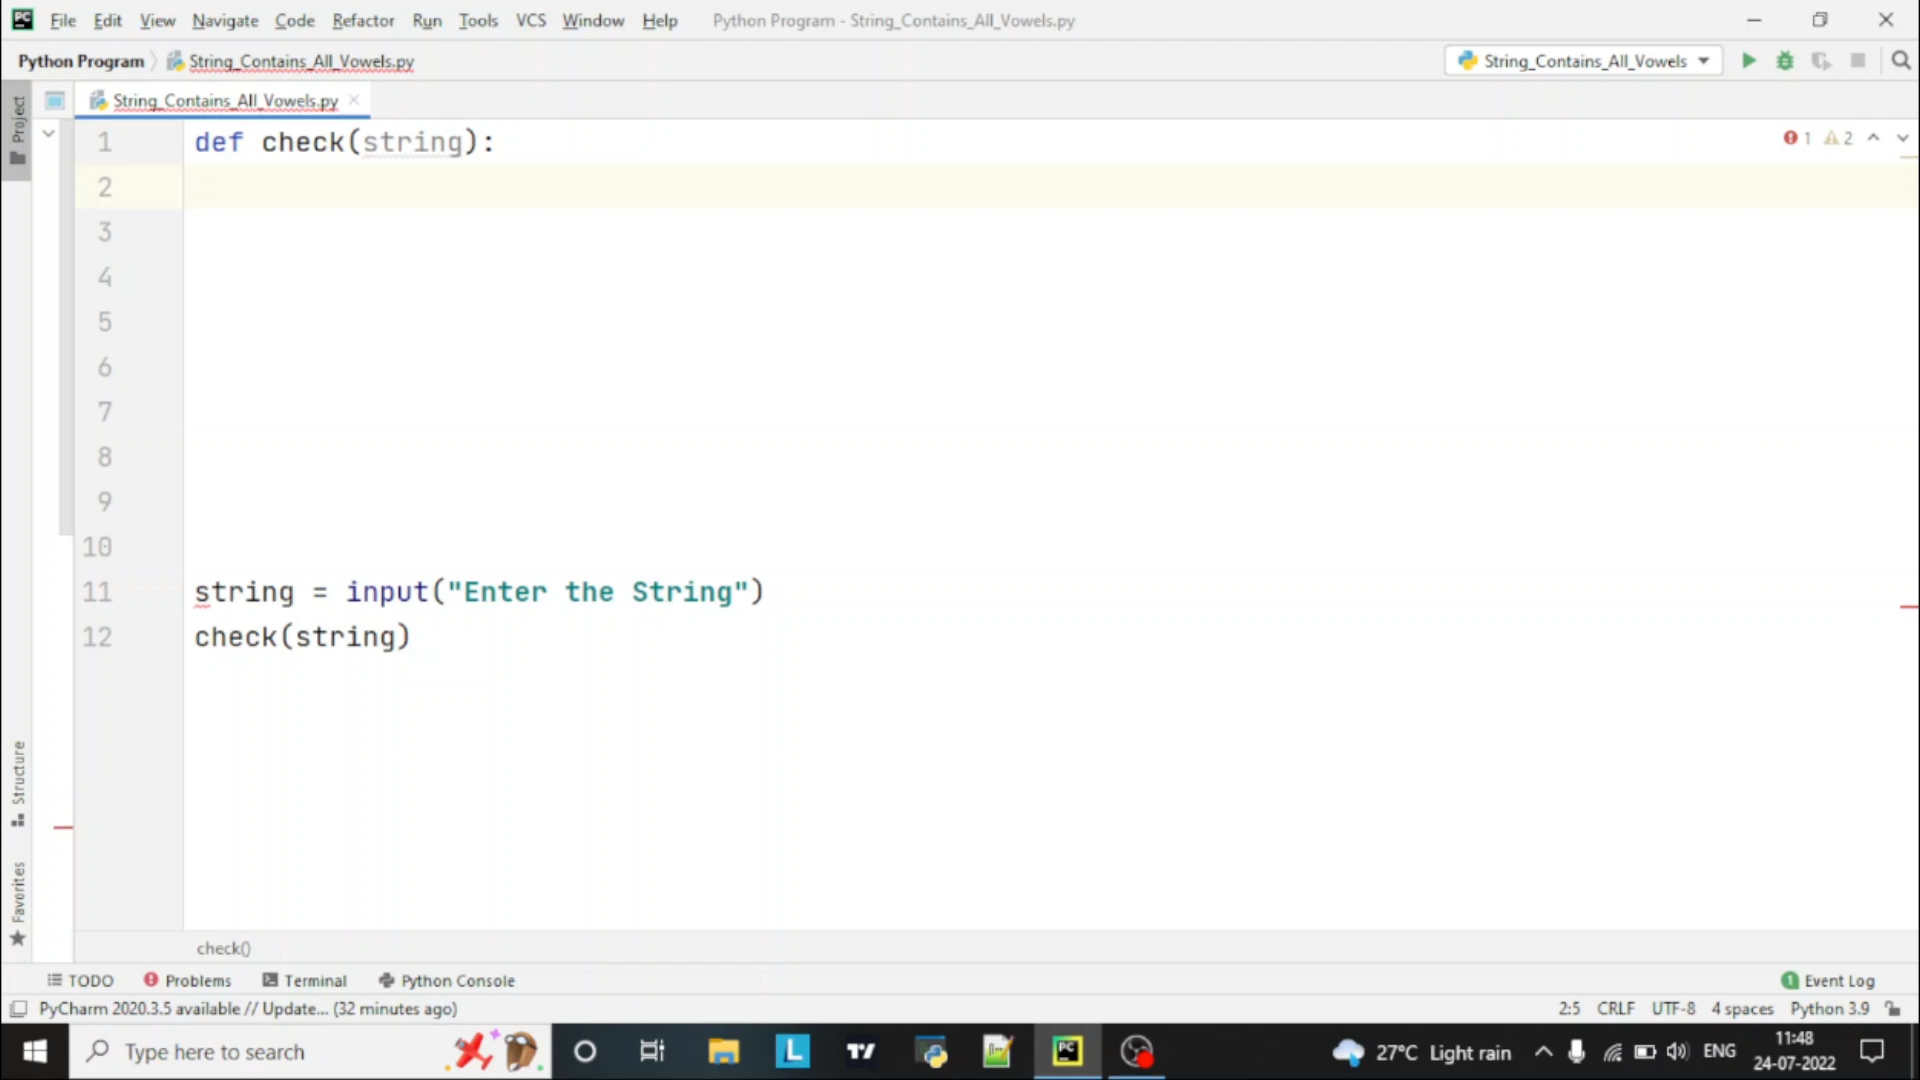 File Edit View Navigate Code Refactor Run Tools VCS Window Help Python Program - String_Contains_All_Vowels.py
Python Program String_Contains_All_Vowels.py String_Contains_All_Vowels
Project
String_Contains_All_Vowels.py
1 def check(string):
1 2
2
3
4
5
6
7
8
9
10
11 string = input("Enter the String")
12 check(string)
Structure
Favorites
check()
TODO Problems Terminal Python Console 1 Event Log
PyCharm 2020.3.5 available // Update... (32 minutes ago) 2:5 CRLF UTF-8 4 spaces Python 3.9
Type here to search L PC 27°C Light rain ENG 11:48
24-07-2022